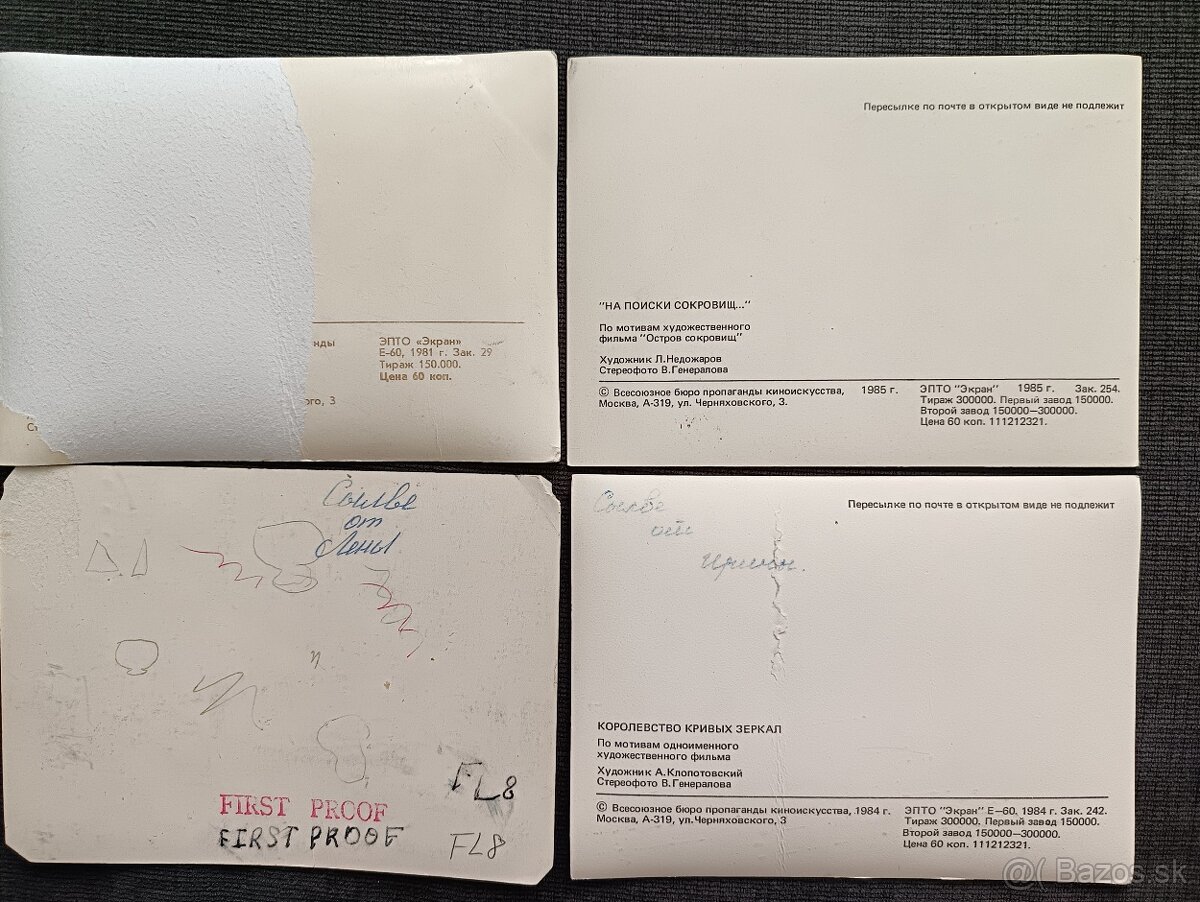 нды
ого, 3
Ст
ЭПТО «Экран»
Е-60, 1981 г. Зак. 29
Тираж 150.000.
Цена 60 коп.
Пересылке по почте в открытом виде не подлежит
"НА ПОИСКИ СОКРОВИЩ..."
По мотивам художественного
фильма "Остров сокровищ"
Художник Л.Недожаров
Стереофото В.Генералова
© Всесоюзное бюро пропаганды киноискусства, 1985 г.
Москва, А-319, ул. Черняховского, 3.
ЭПТО "Экран" 1985 г. Зак. 254.
Тираж 300000. Первый завод 150000.
Второй завод 150000—300000.
Цена 60 коп. 111212321.
от
Лены
FIRST PROOF
FIRST PROOF
FL8
FL8
от
Ирины.
Пересылке по почте в открытом виде не подлежит
КОРОЛЕВСТВО КРИВЫХ ЗЕРКАЛ
По мотивам одноименного
художественного фильма
Художник А.Клопотовский
Стереофото В.Генералова
© Всесоюзное бюро пропаганды киноискусства, 1984 г.
Москва, А-319, ул.Черняховского, 3
ЭПТО "Экран" Е-60, 1984 г. Зак. 242.
Тираж 300000. Первый завод 150000.
Второй завод 150000—300000.
Цена 60 коп. 111212321.
@( Bazos.sk